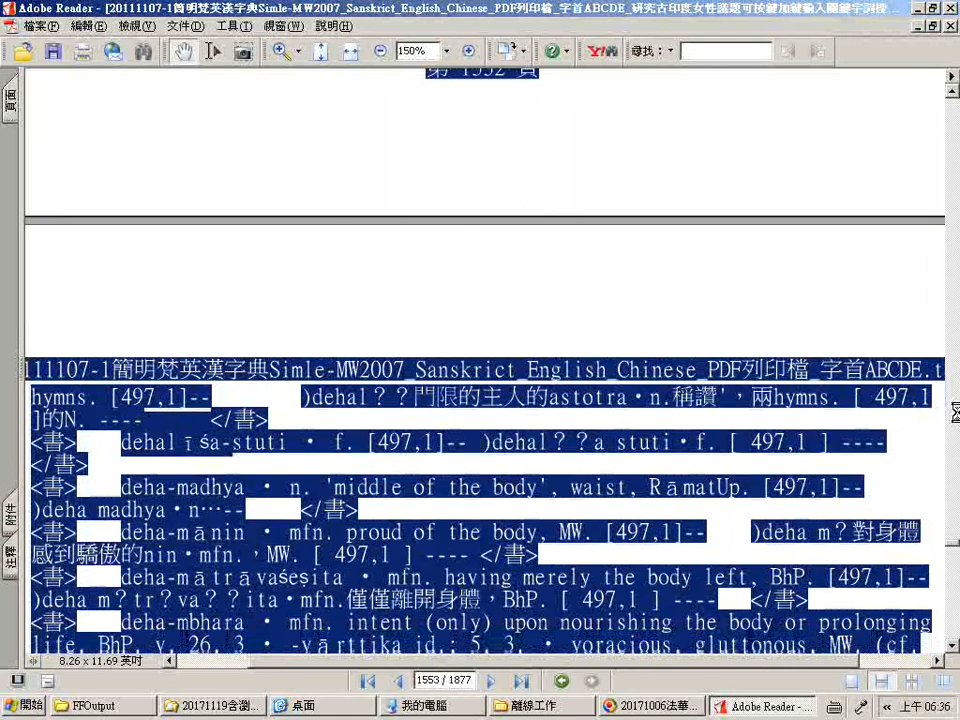 Adobe Reader - [20111107-1簡明梵英漢字典Simle-MW2007_Sanskrict_English_Chinese_PDF列印檔_字首ABCDE_研究古印度女性議題可按鍵加鍵輸入關鍵字詞搜...
檔案(F) 編輯(E) 檢視(V) 文件(D) 工具(T) 視窗(W) 說明(H)
150% 尋找:
頁面
第 1552 頁
111107-1簡明梵英漢字典Simle-MW2007_Sanskrict_English_Chinese_PDF列印檔_字首ABCDE.t
hymns. [497,1]-- )dehal??門限的主人的astotra·n.稱讚',兩hymns. [ 497,1
]的N. ---- </書>
<書> dehalīśa-stuti · f. [497,1]-- )dehal??a stuti·f. [ 497,1 ] ----
</書>
<書> deha-madhya · n. 'middle of the body', waist, RāmatUp. [497,1]--
)deha madhya·n…-- </書>
<書> deha-mānin · mfn. proud of the body, MW. [497,1]-- )deha m?對身體
感到驕傲的nin·mfn.,MW. [ 497,1 ] ---- </書>
<書> deha-mātrāvaśeṣita · mfn. having merely the body left, BhP. [497,1]--
)deha m?tr?va??ita·mfn.僅僅離開身體,BhP. [ 497,1 ] ---- </書>
<書> deha-mbhara · mfn. intent (only) upon nourishing the body or prolonging
life, BhP. v, 26, 3 · -vārttika id.; 5, 3. · voracious, gluttonous, MW. (cf.
附件
注釋
8.26 x 11.69 英吋
1553 / 1877
開始 FFOutput 20171119含瀏... 桌面 我的電腦 離線工作 20171006法華... Adobe Reader - [... 上午 06:36